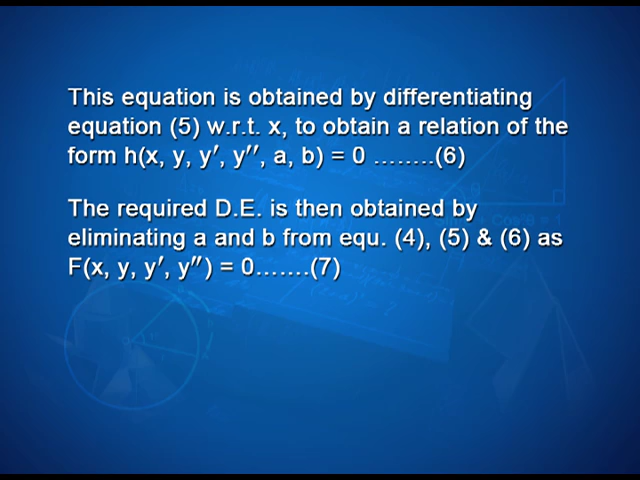 This equation is obtained by differentiating
equation (5) w.r.t. x, to obtain a relation of the
form h(x, y, y′, y′′, a, b) = 0 ........(6)
The required D.E. is then obtained by
eliminating a and b from equ. (4), (5) & (6) as
F(x, y, y′, y″) = 0.......(7)